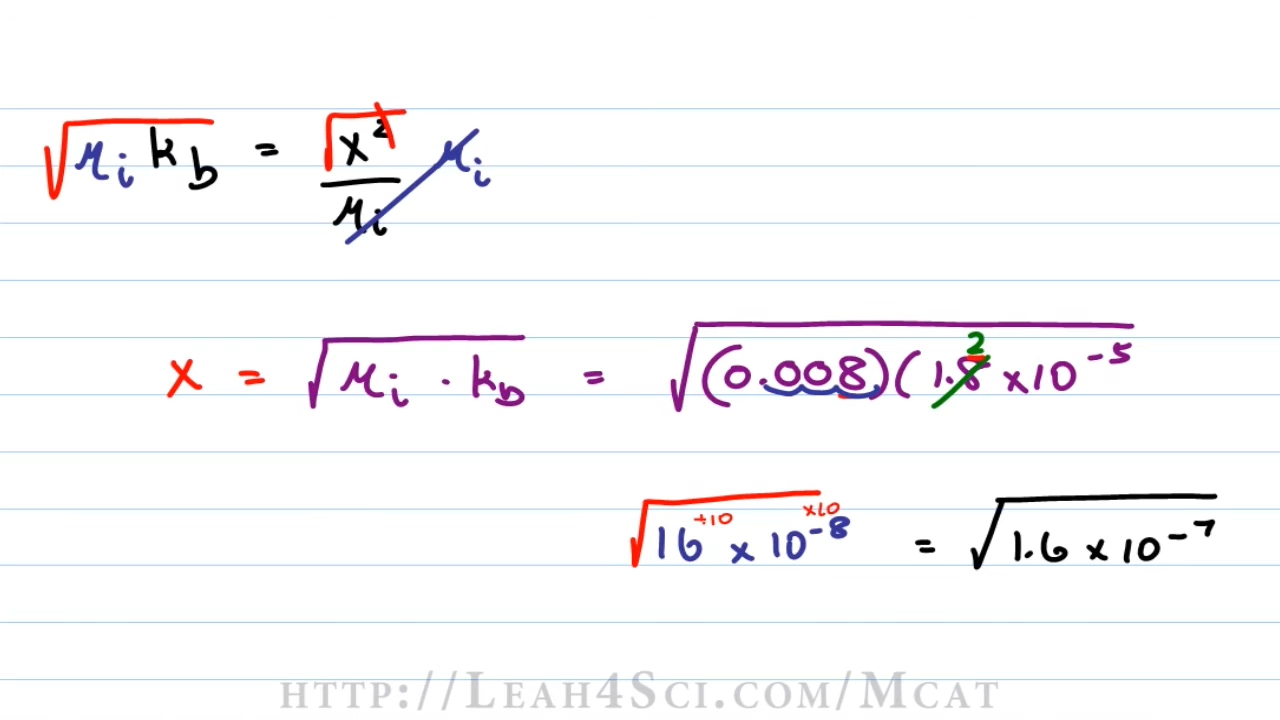 √(Mi kb) = √x² / Mi Mi
x = √(Mi · kb) = √((0.008)(1.8 2 x10⁻⁵
√(16 ÷10 x 10⁻⁸ x10) = √(1.6 x 10⁻⁷)
HTTP://LEAH4SCI.COM/MCAT